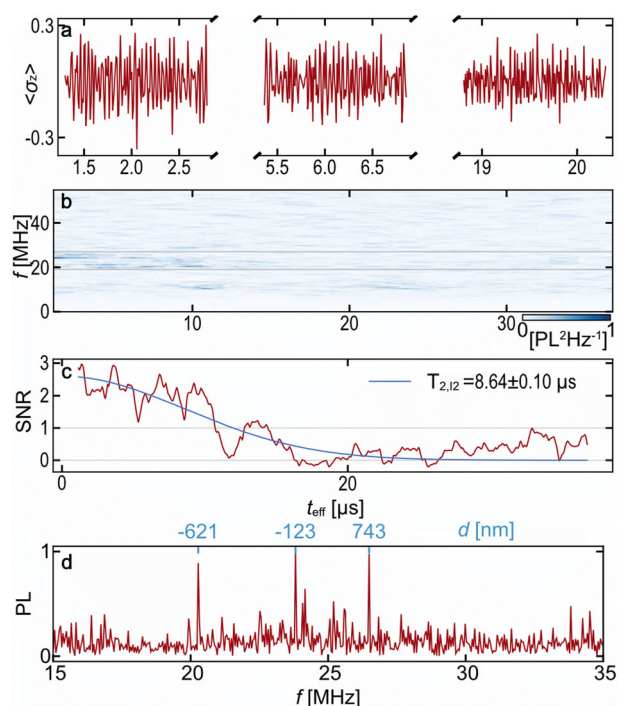 a
0.3
-0.3
<σz>
1.5 2.0 2.5 5.5 6.0 6.5 19 20
b
f [MHz]
40
20
0
10 20 30
0 1
[PL²Hz⁻¹]
c
SNR
3
2
1
0
T2,I2 =8.64±0.10 µs
0 20
teff [µs]
-621 -123 743 d [nm]
d
PL
1
0
15 20 25 30 35
f [MHz]